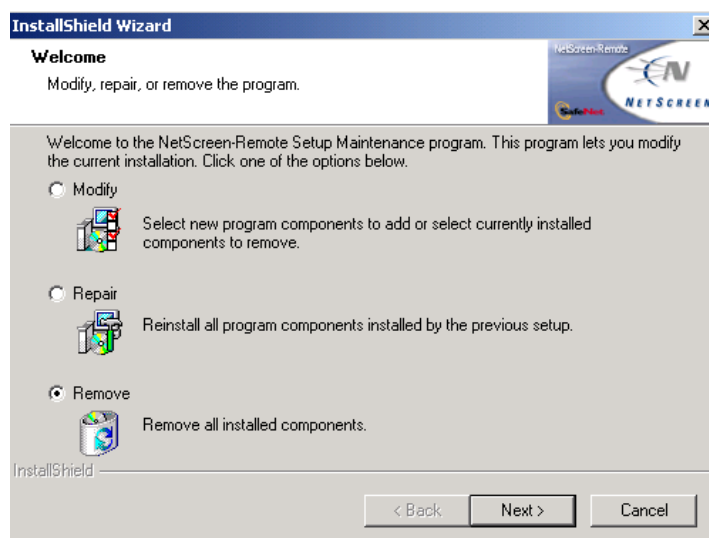 InstallShield Wizard
Welcome
Modify, repair, or remove the program.
NetScreen-Remote
N
NETSCREEN
SafeNet
Welcome to the NetScreen-Remote Setup Maintenance program. This program lets you modify
the current installation. Click one of the options below.
Modify
Select new program components to add or select currently installed
components to remove.
Repair
Reinstall all program components installed by the previous setup.
Remove
Remove all installed components.
InstallShield
< Back
Next >
Cancel